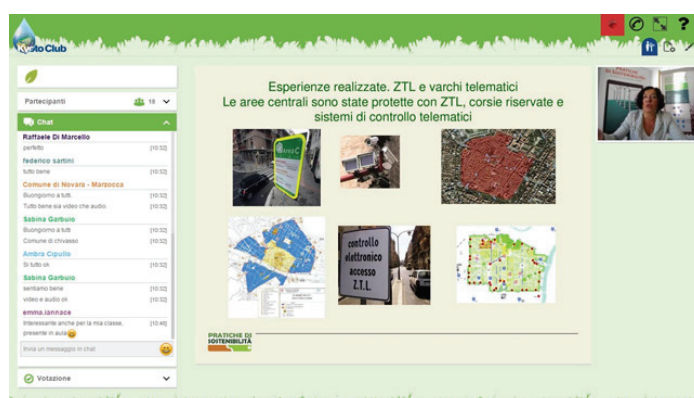 Kyoto Club
?
Partecipanti
18
Chat
Raffaele Di Marcello
perfetto [10:32]
federico sartini
tutto bene [10:32]
Comune di Novara - Marzocca
Buongiorno a tutti [10:32]
Tutto bene sia video che audio. [10:32]
Sabina Garbuio
Buongiorno a tutti [10:32]
Comune di chivasso [10:32]
Ambra Cipullo
Si tutto ok [10:32]
Sabina Garbuio
sentiamo bene [10:32]
video e audio ok [10:32]
emma.iannace
Interessante anche per la mia classe, [10:46]
presente in aula
Invia un messaggio in chat
Votazione
Esperienze realizzate. ZTL e varchi telematici
Le aree centrali sono state protette con ZTL, corsie riservate e
sistemi di controllo telematici
AREA C
controllo
elettronico
accesso
Z.T.L.
PRATICHE DI
SOSTENIBILITÀ